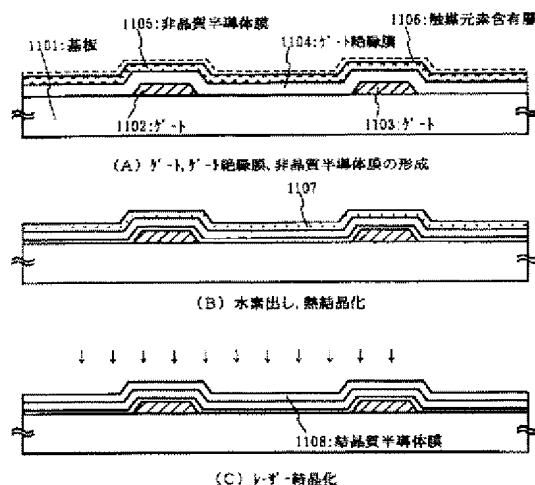 1105:非晶質半導体膜
1106:触媒元素含有層
1101:基板
1104:ゲート絶縁膜
1102:ゲート
1103:ゲート
(A) ゲート,ゲート絶縁膜,非晶質半導体膜の形成
1107
(B) 水素出し,熱結晶化
1108:結晶質半導体膜
(C) レーザー結晶化